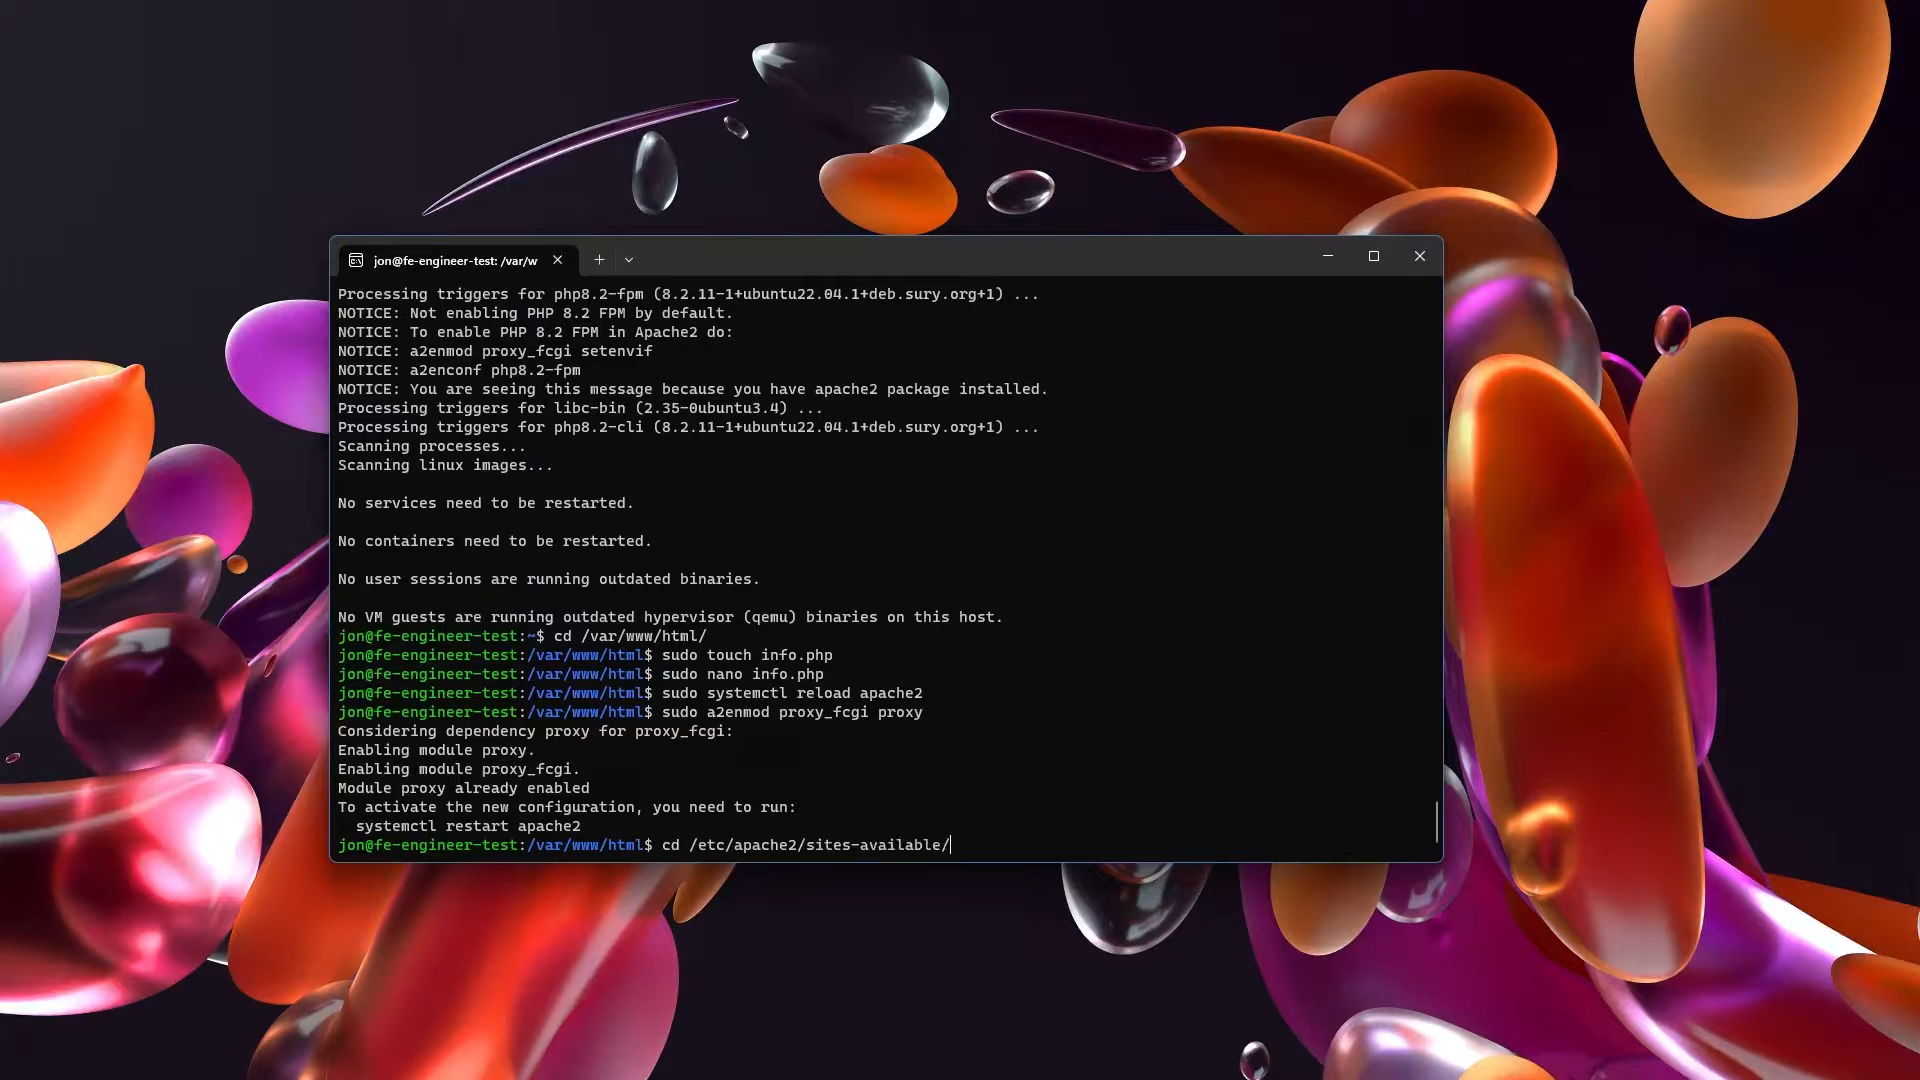 jon@fe-engineer-test: /var/w
Processing triggers for php8.2-fpm (8.2.11-1+ubuntu22.04.1+deb.sury.org+1) ...
NOTICE: Not enabling PHP 8.2 FPM by default.
NOTICE: To enable PHP 8.2 FPM in Apache2 do:
NOTICE: a2enmod proxy_fcgi setenvif
NOTICE: a2enconf php8.2-fpm
NOTICE: You are seeing this message because you have apache2 package installed.
Processing triggers for libc-bin (2.35-0ubuntu3.4) ...
Processing triggers for php8.2-cli (8.2.11-1+ubuntu22.04.1+deb.sury.org+1) ...
Scanning processes...
Scanning linux images...
No services need to be restarted.
No containers need to be restarted.
No user sessions are running outdated binaries.
No VM guests are running outdated hypervisor (qemu) binaries on this host.
jon@fe-engineer-test:~$ cd /var/www/html/
jon@fe-engineer-test:/var/www/html$ sudo touch info.php
jon@fe-engineer-test:/var/www/html$ sudo nano info.php
jon@fe-engineer-test:/var/www/html$ sudo systemctl reload apache2
jon@fe-engineer-test:/var/www/html$ sudo a2enmod proxy_fcgi proxy
Considering dependency proxy for proxy_fcgi:
Enabling module proxy.
Enabling module proxy_fcgi.
Module proxy already enabled
To activate the new configuration, you need to run:
  systemctl restart apache2
jon@fe-engineer-test:/var/www/html$ cd /etc/apache2/sites-available/